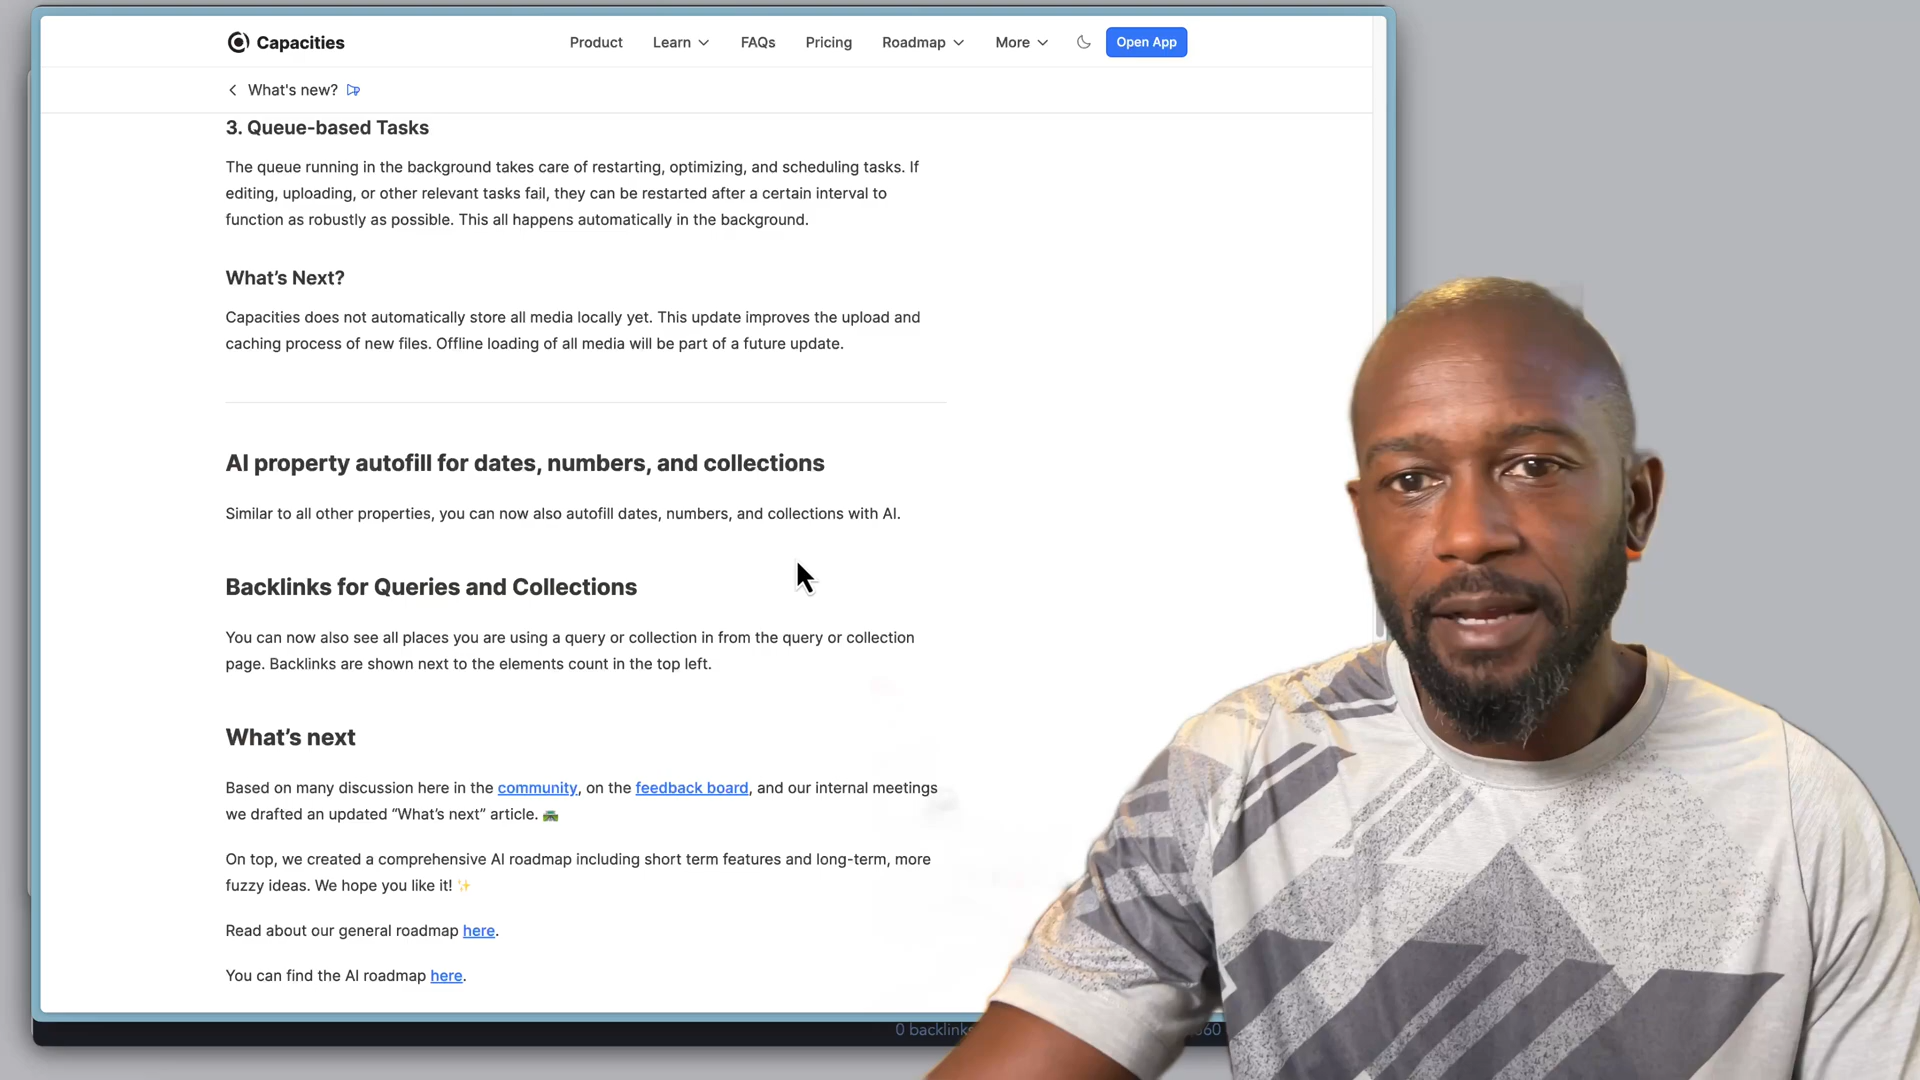 Capacities
Product Learn FAQs Pricing Roadmap More Open App
What's new?
3. Queue-based Tasks
The queue running in the background takes care of restarting, optimizing, and scheduling tasks. If
editing, uploading, or other relevant tasks fail, they can be restarted after a certain interval to
function as robustly as possible. This all happens automatically in the background.
What's Next?
Capacities does not automatically store all media locally yet. This update improves the upload and
caching process of new files. Offline loading of all media will be part of a future update.
AI property autofill for dates, numbers, and collections
Similar to all other properties, you can now also autofill dates, numbers, and collections with AI.
Backlinks for Queries and Collections
You can now also see all places you are using a query or collection in from the query or collection
page. Backlinks are shown next to the elements count in the top left.
What's next
Based on many discussion here in the community, on the feedback board, and our internal meetings
we drafted an updated “What's next” article. 🛣️
On top, we created a comprehensive AI roadmap including short term features and long-term, more
fuzzy ideas. We hope you like it! ✨
Read about our general roadmap here.
You can find the AI roadmap here.
0 backlinks